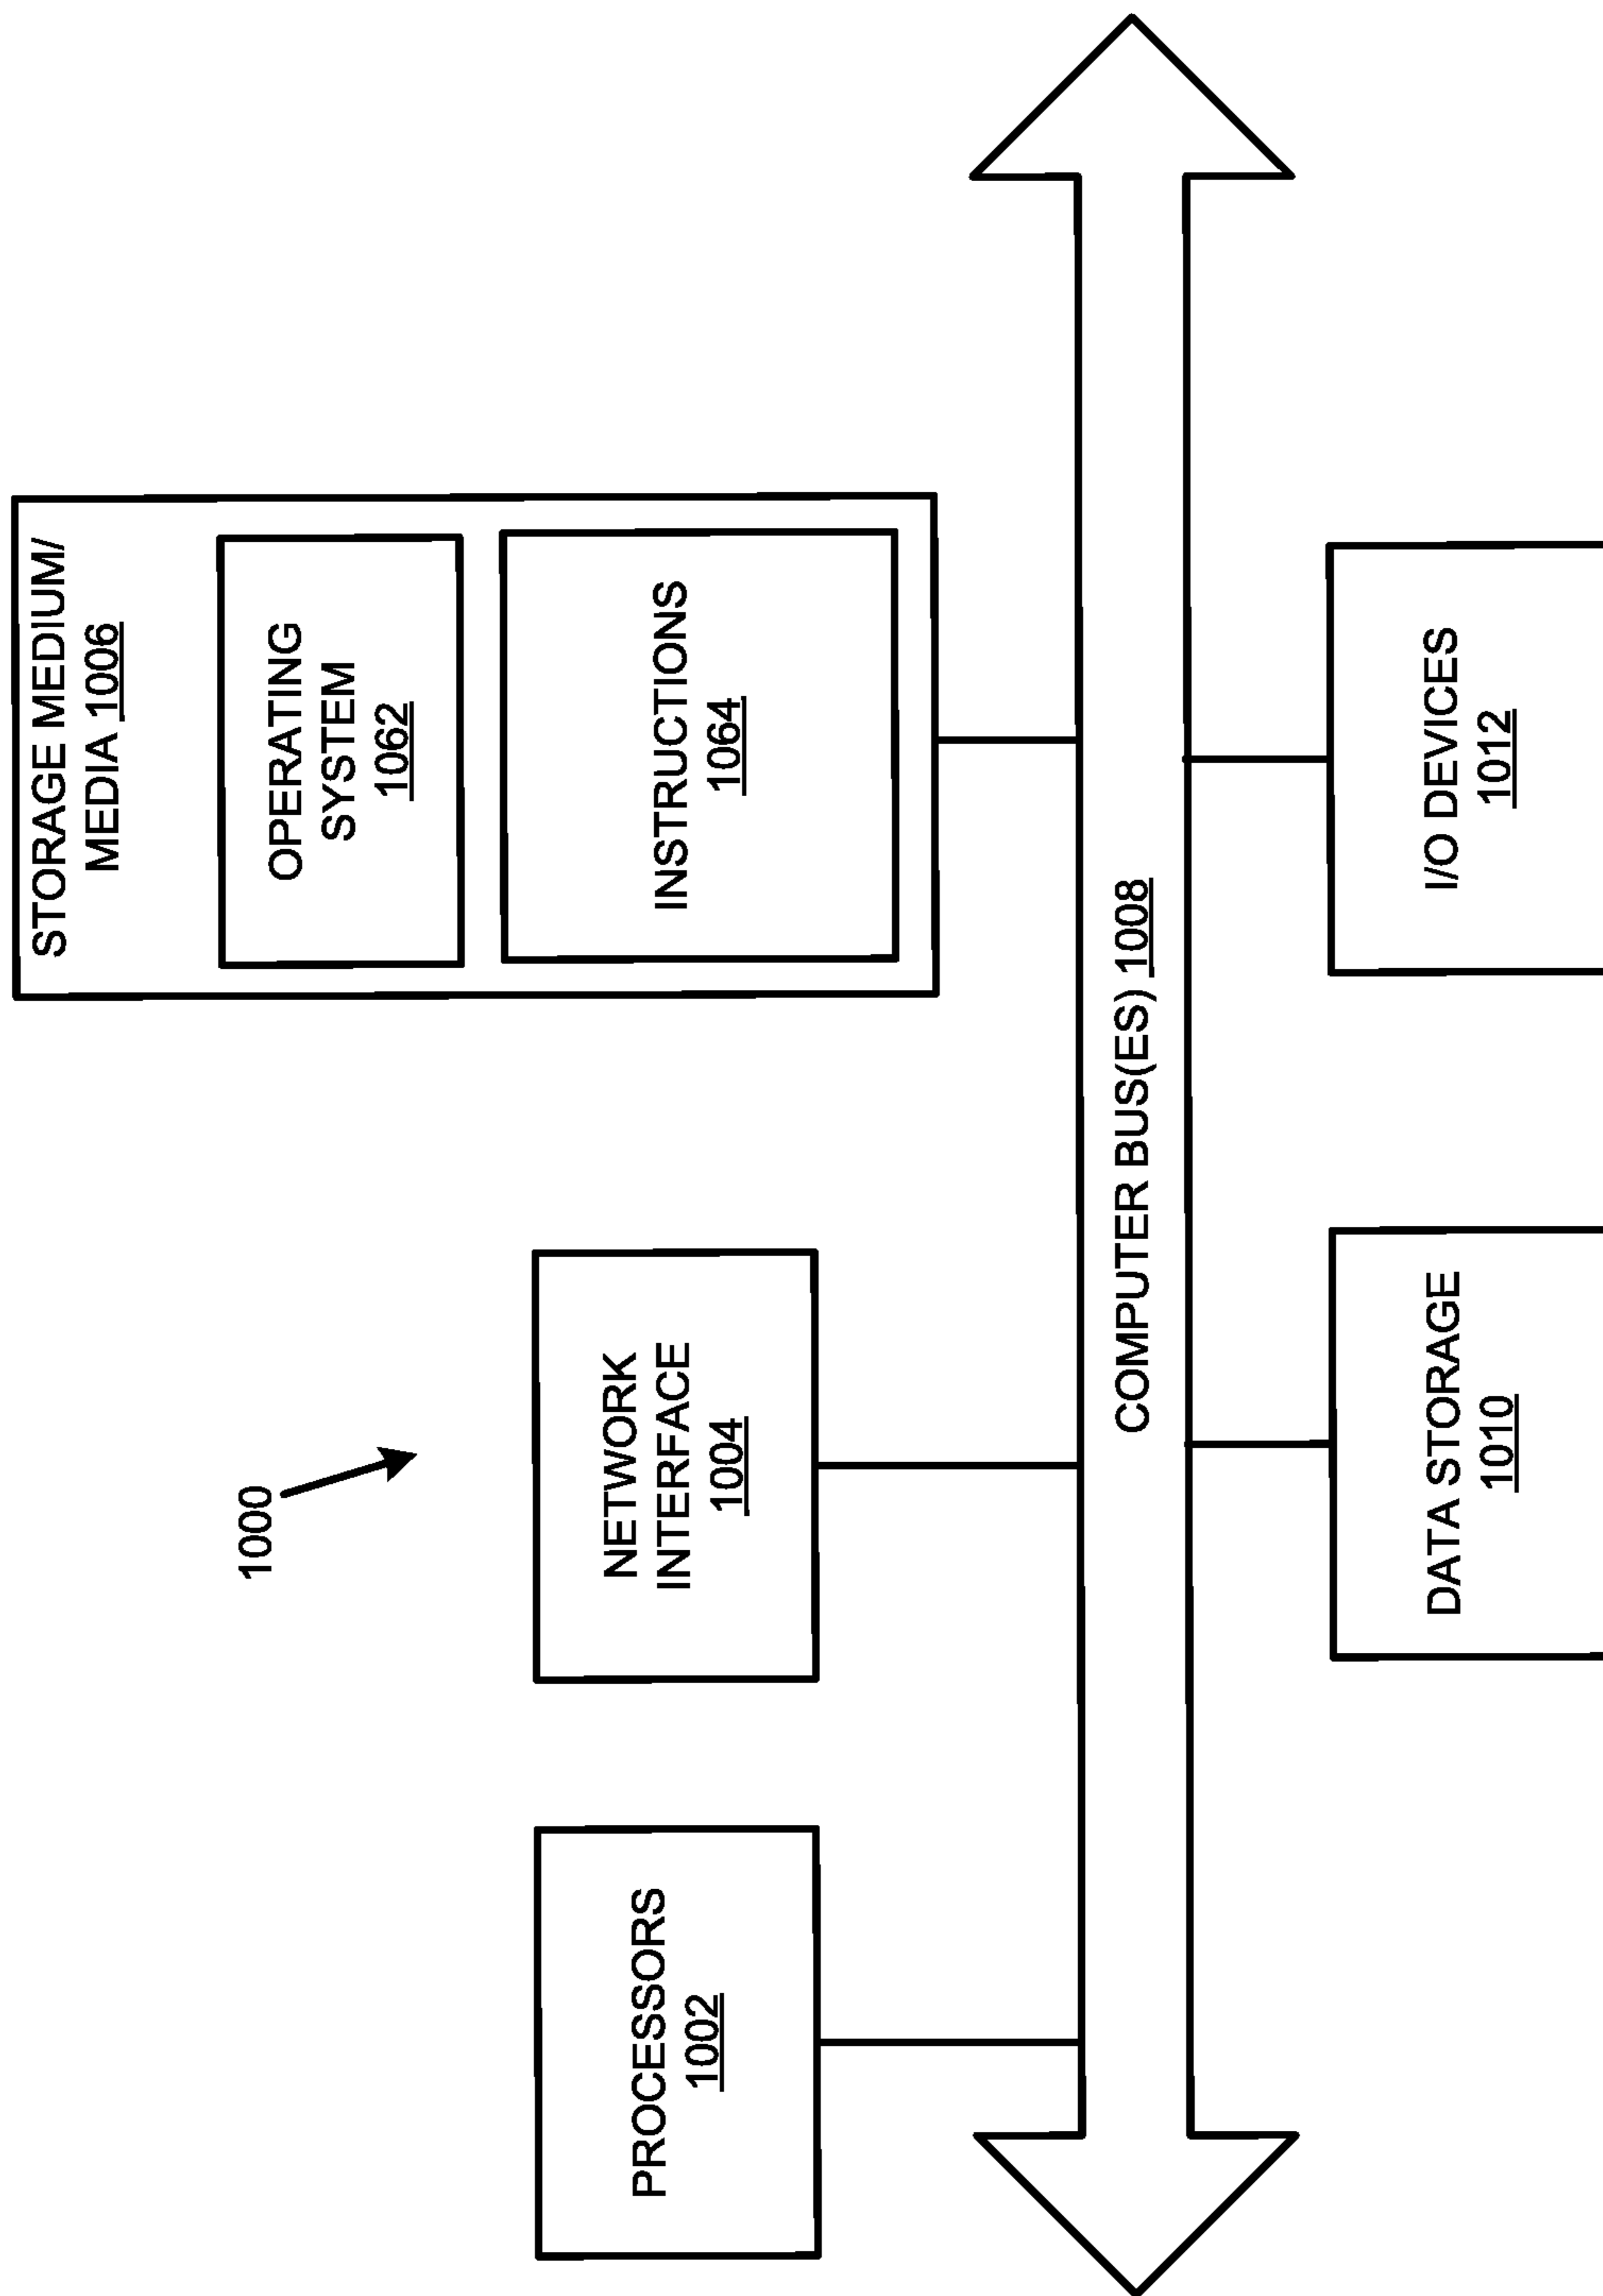 1000
PROCESSORS
1002
NETWORK
INTERFACE
1004
STORAGE MEDIUM/
MEDIA 1006
OPERATING
SYSTEM
1062
INSTRUCTIONS
1064
COMPUTER BUS(ES) 1008
DATA STORAGE
1010
I/O DEVICES
1012